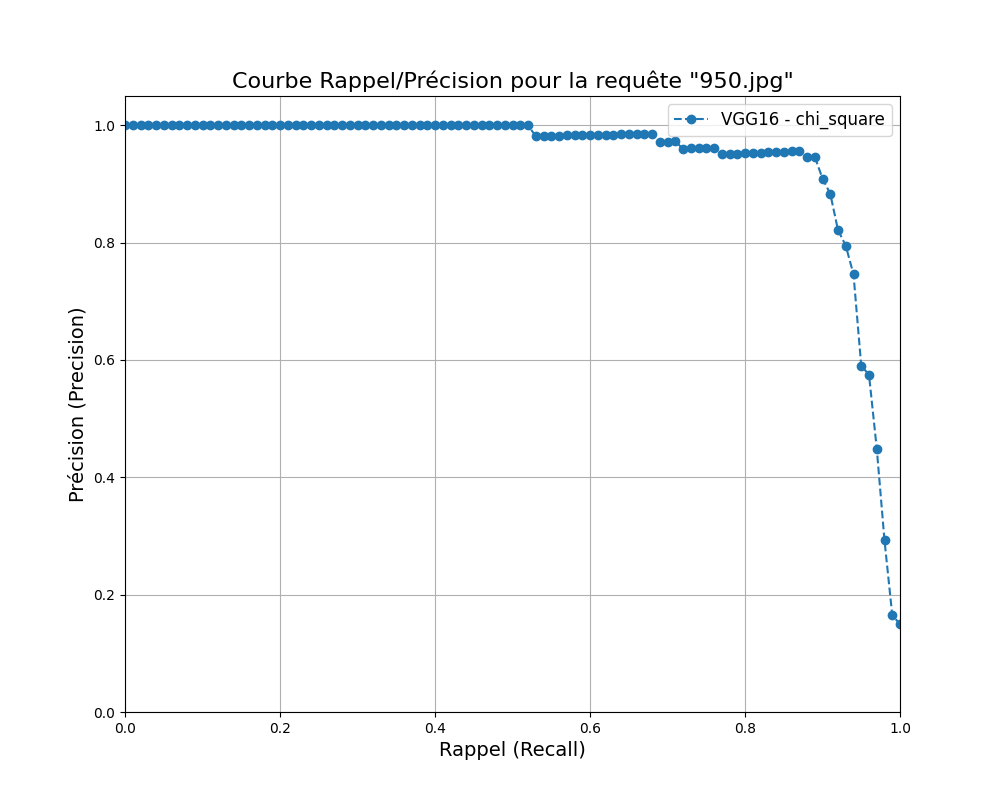 Courbe Rappel/Précision pour la requête "950.jpg"
VGG16 - chi_square
Précision (Precision)
1.0
0.8
0.6
0.4
0.2
0.0
0.0 0.2 0.4 0.6 0.8 1.0
Rappel (Recall)